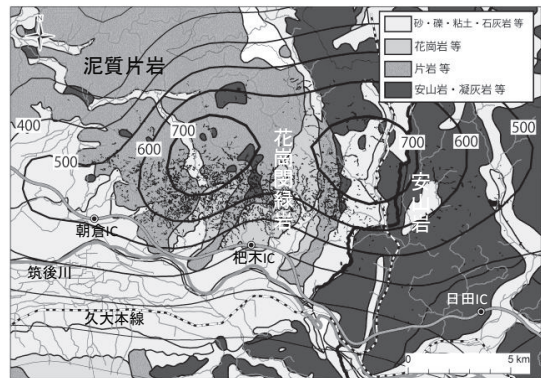 N
砂・礫・粘土・石灰岩 等
花崗岩 等
片岩 等
安山岩・凝灰岩 等
泥質片岩
400
500
600
700
花崗閃緑岩
700
600
500
安山岩
朝倉IC
杷木IC
筑後川
日田IC
久大本線
0
5 km